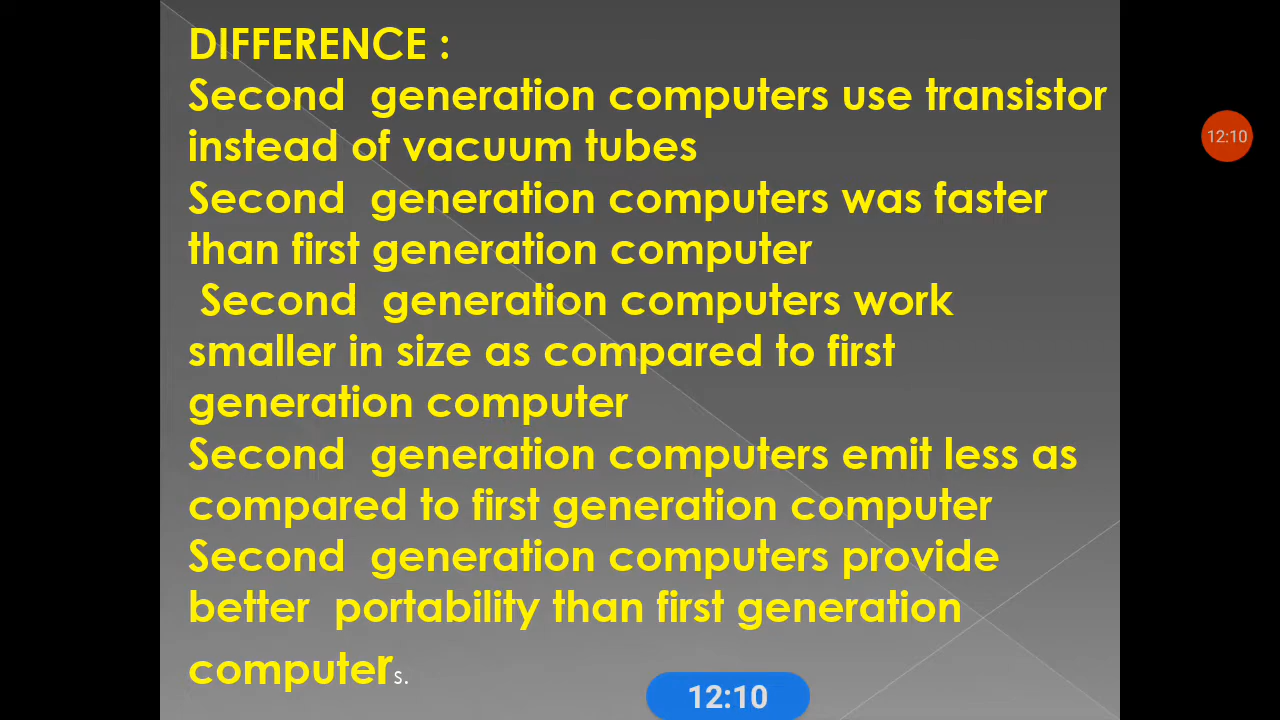 DIFFERENCE :
Second generation computers use transistor
instead of vacuum tubes
Second generation computers was faster
than first generation computer
Second generation computers work
smaller in size as compared to first
generation computer
Second generation computers emit less as
compared to first generation computer
Second generation computers provide
better portability than first generation
computers.
12:10
12:10